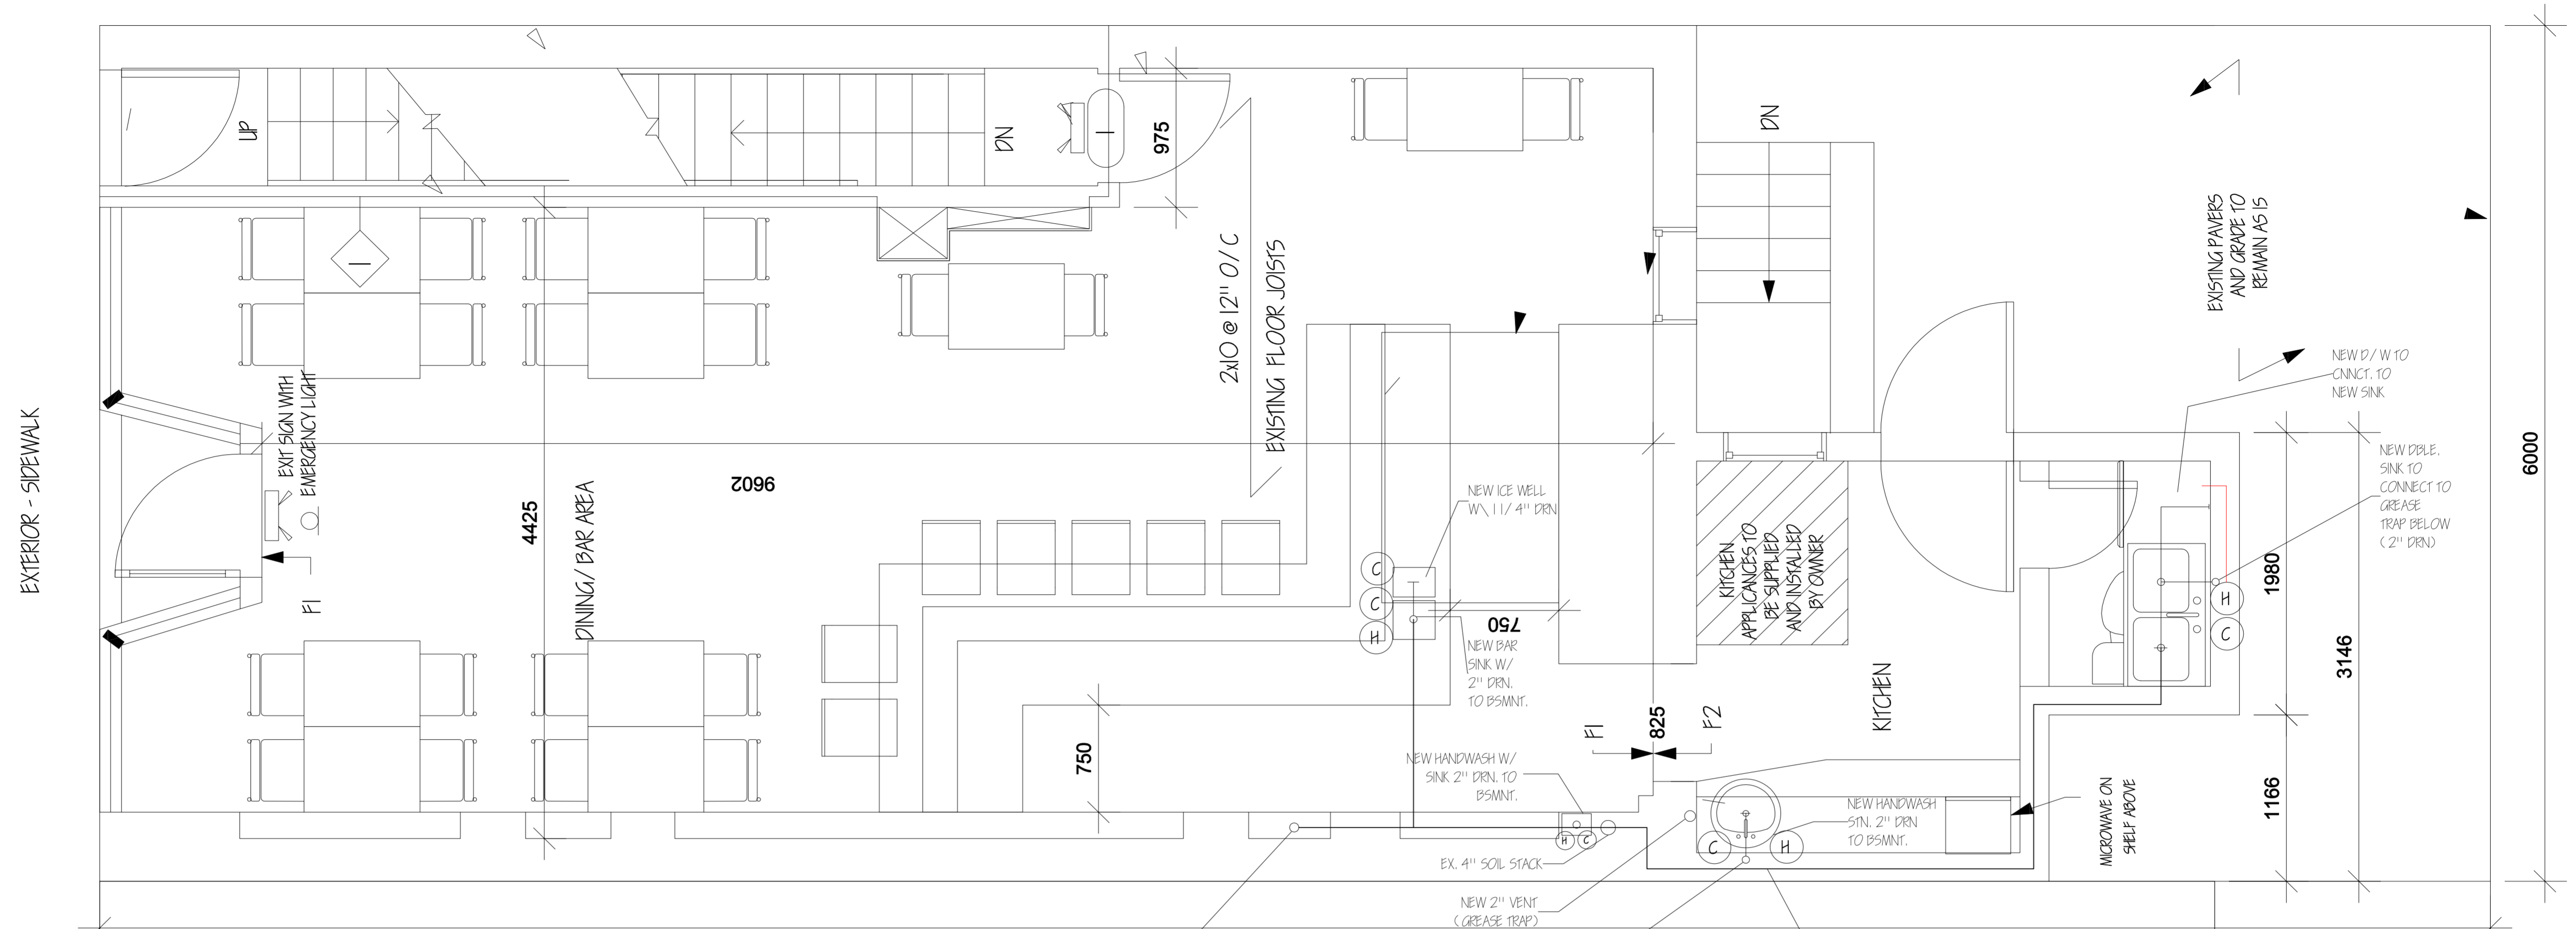 EXTERIOR - SIDEWALK
UP
DN
1
975
DN
1
EXIT SIGN WITH
EMERGENCY LIGHT
F1
4425
DINING/ BAR AREA
9602
2x10 @ 12'' O/ C
EXISTING FLOOR JOISTS
EXISTING PAVERS
AND GRADE TO
REMAIN AS IS
NEW D/ W TO
CNNCT. TO
NEW SINK
NEW DBLE.
SINK TO
CONNECT TO
GREASE
TRAP BELOW
( 2'' DRN)
6000
NEW ICE WELL
W\ 1 1/ 4'' DRN
C
C
H
750
NEW BAR
SINK W/
2'' DRN.
TO BSMNT.
KITCHEN
APPLICANCES TO
BE SUPPLIED
AND INSTALLED
BY OWNER
H
C
1980
3146
1166
KITCHEN
F1
825
F2
750
NEW HANDWASH W/
SINK 2'' DRN. TO
BSMNT.
H
C
EX. 4'' SOIL STACK
NEW 2'' VENT
( GREASE TRAP)
C
H
NEW HANDWASH
STN. 2'' DRN
TO BSMNT.
MICROWAVE ON
SHELF ABOVE